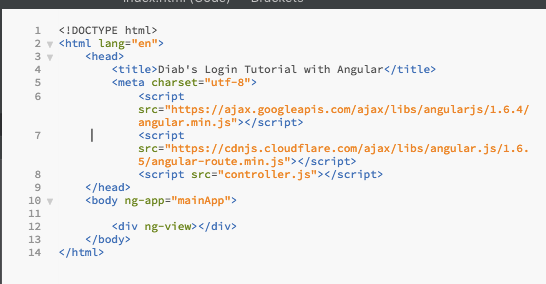 index.html (Code) — Brackets
1 <!DOCTYPE html>
2 <html lang="en">
3 <head>
4 <title>Diab's Login Tutorial with Angular</title>
5 <meta charset="utf-8">
6 <script
src="https://ajax.googleapis.com/ajax/libs/angularjs/1.6.4/
angular.min.js"></script>
7 <script
src="https://cdnjs.cloudflare.com/ajax/libs/angular.js/1.6.
5/angular-route.min.js"></script>
8 <script src="controller.js"></script>
9 </head>
10 <body ng-app="mainApp">
11
12 <div ng-view></div>
13 </body>
14 </html>